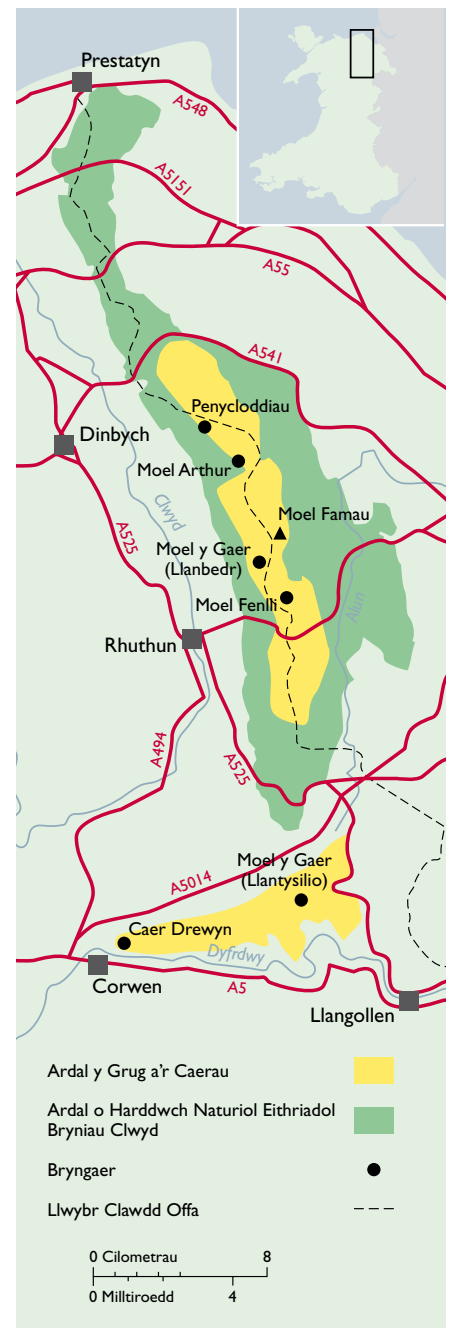 Prestatyn
A548
A5151
A55
A541
Penycloddiau
Dinbych
Moel Arthur
Clwyd
Moel Famau
A525
Moel y Gaer
(Llanbedr)
Moel Fenlli
Alun
Rhuthun
A494
A525
Moel y Gaer
(Llantysilio)
A5014
Caer Drewyn
Dyfrdwy
Corwen
A5
Llangollen
Ardal y Grug a'r Caerau
Ardal o Harddwch Naturiol Eithriadol
Bryniau Clwyd
Bryngaer
Llwybr Clawdd Offa
0 Cilometrau 8
0 Milltiroedd 4